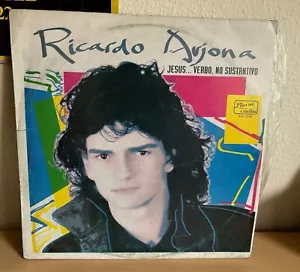 Ricardo Arjona
JESUS... VERBO, NO SUSTANTIVO